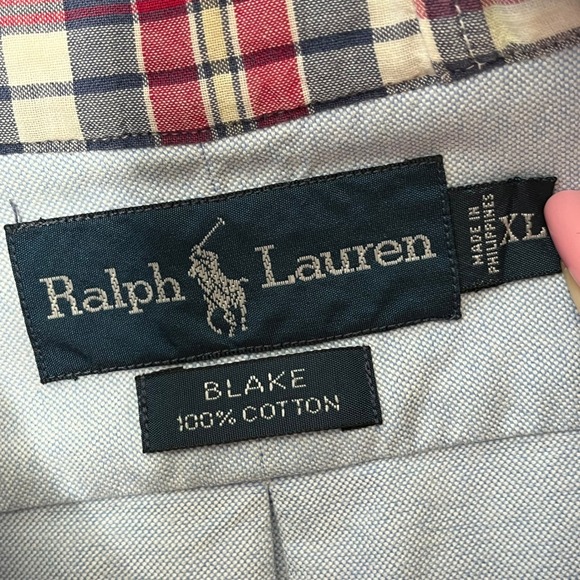 Ralph Lauren
MADE IN
PHILIPPINES
XL
BLAKE
100% COTTON